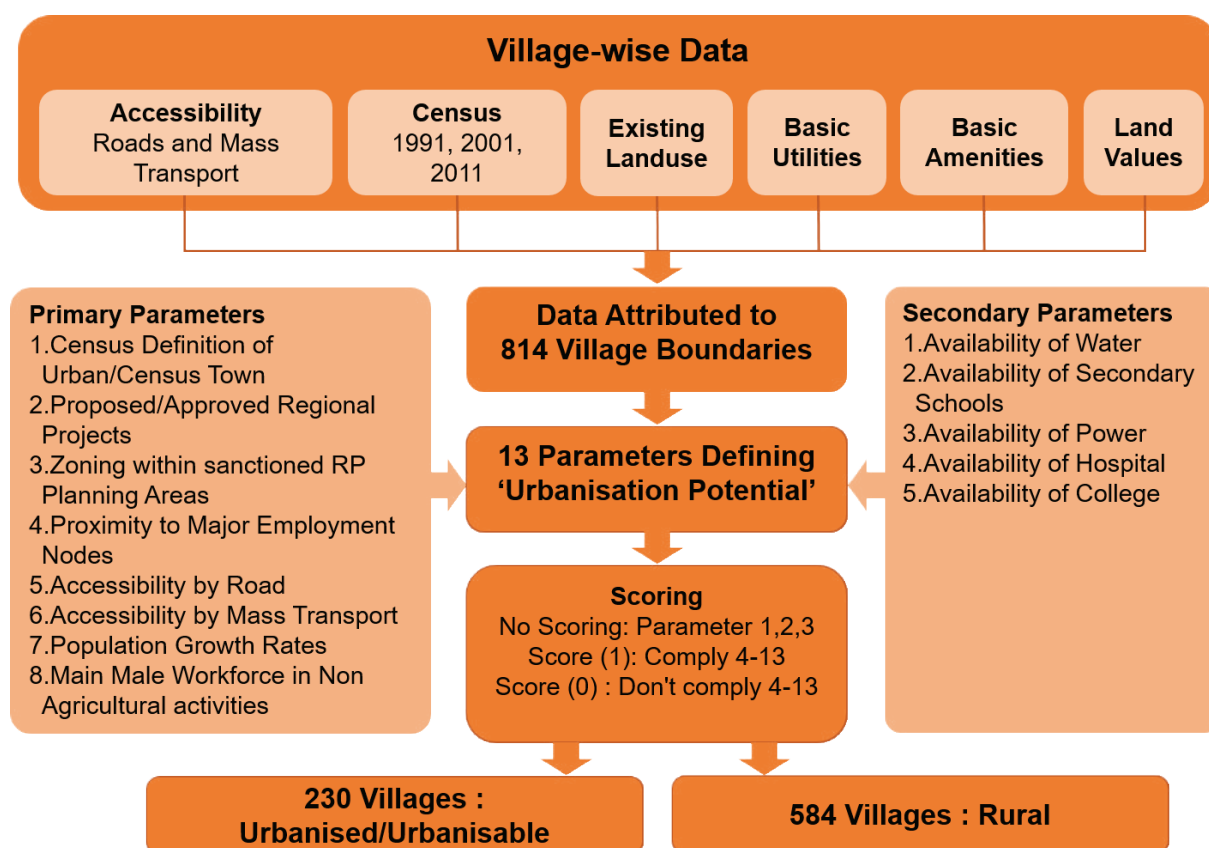 Village-wise Data
Accessibility
Roads and Mass
Transport
Census
1991, 2001,
2011
Existing
Landuse
Basic
Utilities
Basic
Amenities
Land
Values
Data Attributed to
814 Village Boundaries
Primary Parameters
1.Census Definition of
Urban/Census Town
2.Proposed/Approved Regional
Projects
3.Zoning within sanctioned RP
Planning Areas
4.Proximity to Major Employment
Nodes
5.Accessibility by Road
6.Accessibility by Mass Transport
7.Population Growth Rates
8.Main Male Workforce in Non
Agricultural activities
13 Parameters Defining
‘Urbanisation Potential’
Secondary Parameters
1.Availability of Water
2.Availability of Secondary
Schools
3.Availability of Power
4.Availability of Hospital
5.Availability of College
Scoring
No Scoring: Parameter 1,2,3
Score (1): Comply 4-13
Score (0) : Don't comply 4-13
230 Villages :
Urbanised/Urbanisable
584 Villages : Rural